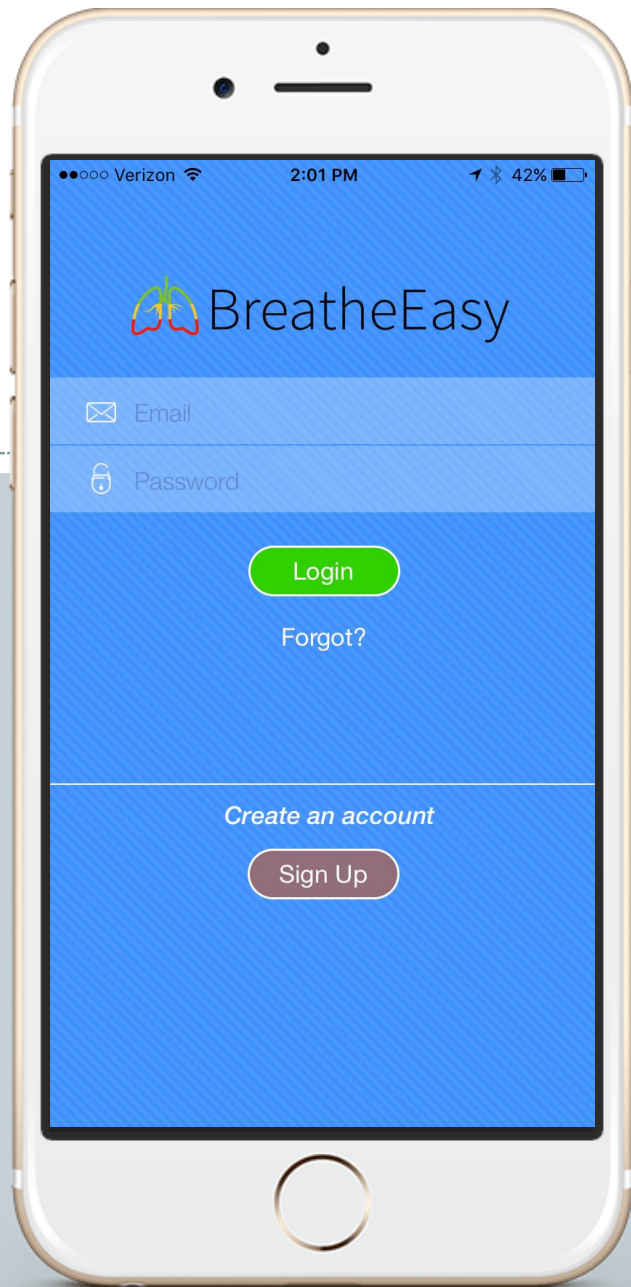 Verizon 2:01 PM 42%
BreatheEasy
Email
Password
Login
Forgot?
Create an account
Sign Up